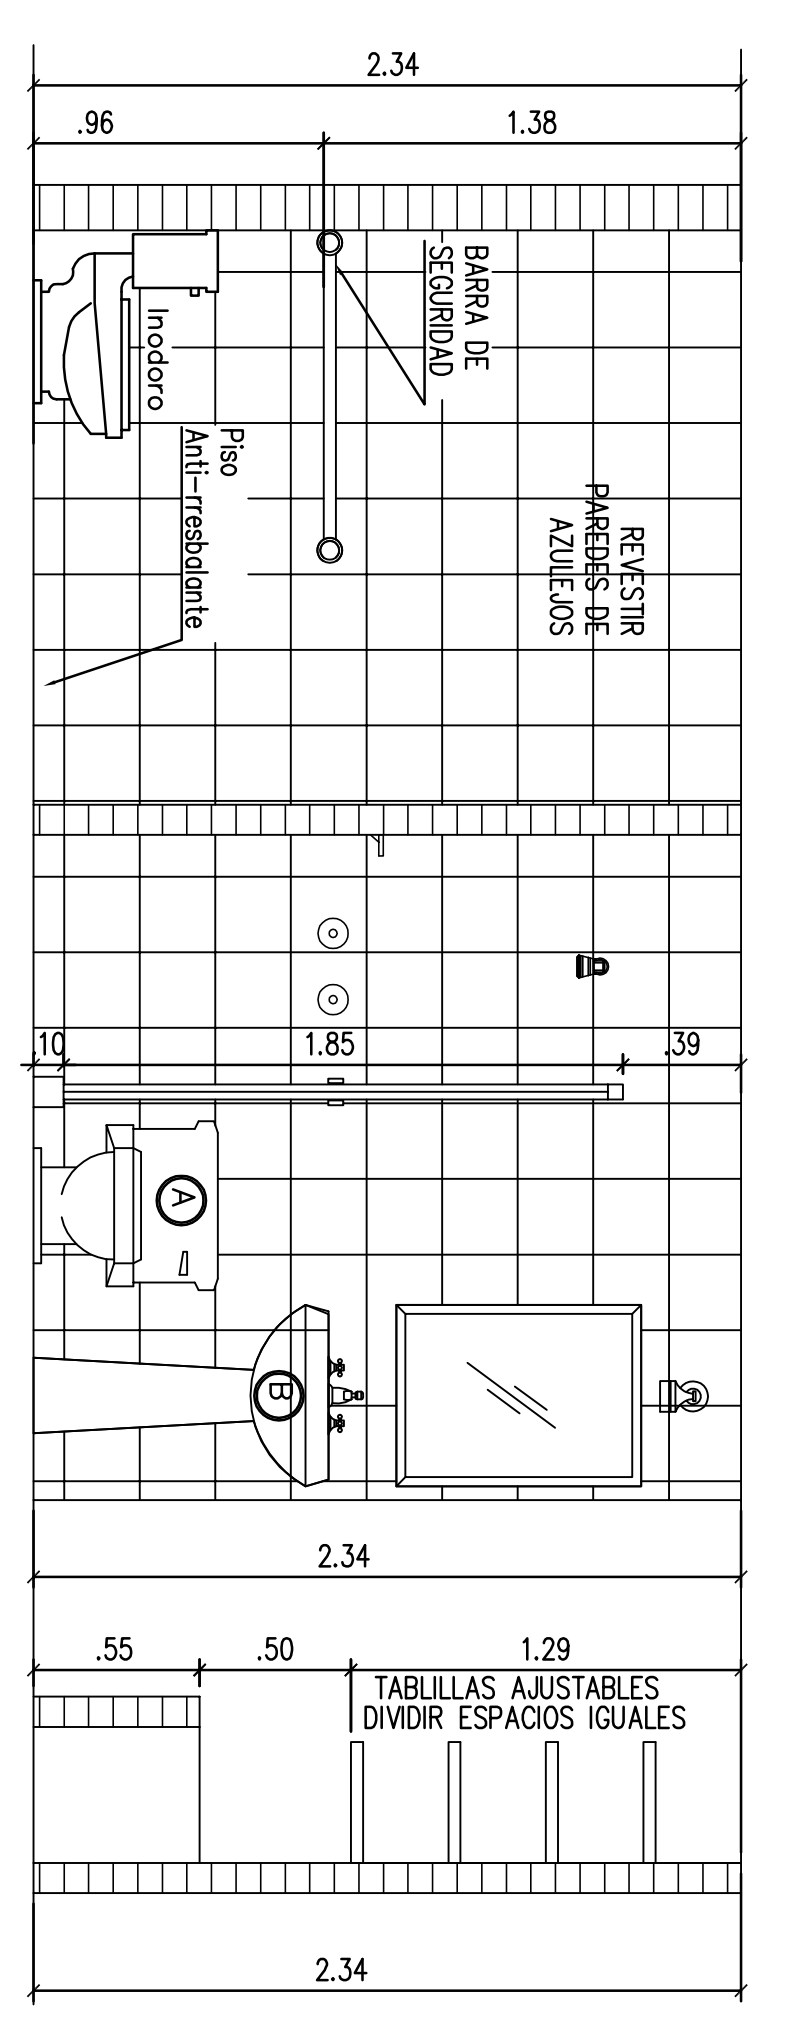 2.34
.96
1.38
BARRA DE
SEGURIDAD
Inodoro
Piso
Anti-rresbalante
REVESTIR
PAREDES DE
AZULEJOS
.10
1.85
.39
A
B
2.34
.55
.50
1.29
TABLILLAS AJUSTABLES
DIVIDIR ESPACIOS IGUALES
2.34